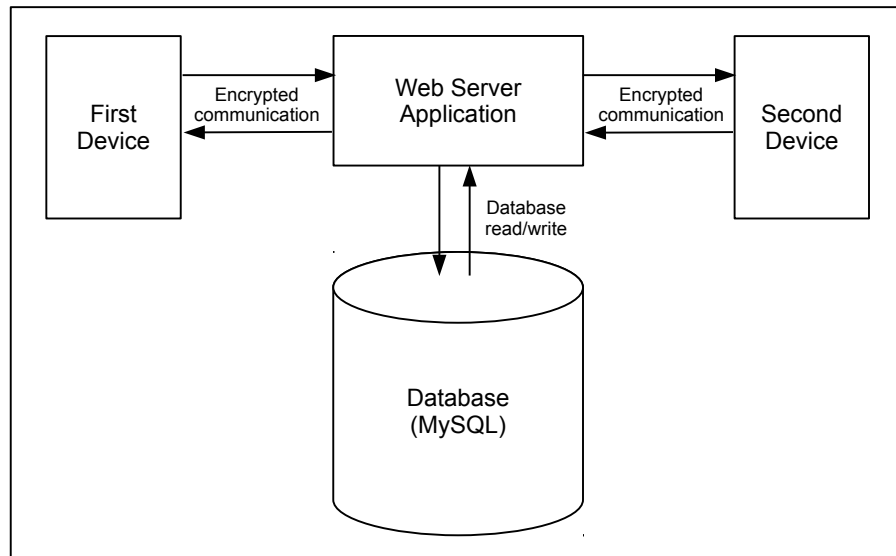 First
Device
Encrypted
communication
Web Server
Application
Encrypted
communication
Second
Device
Database
read/write
Database
(MySQL)